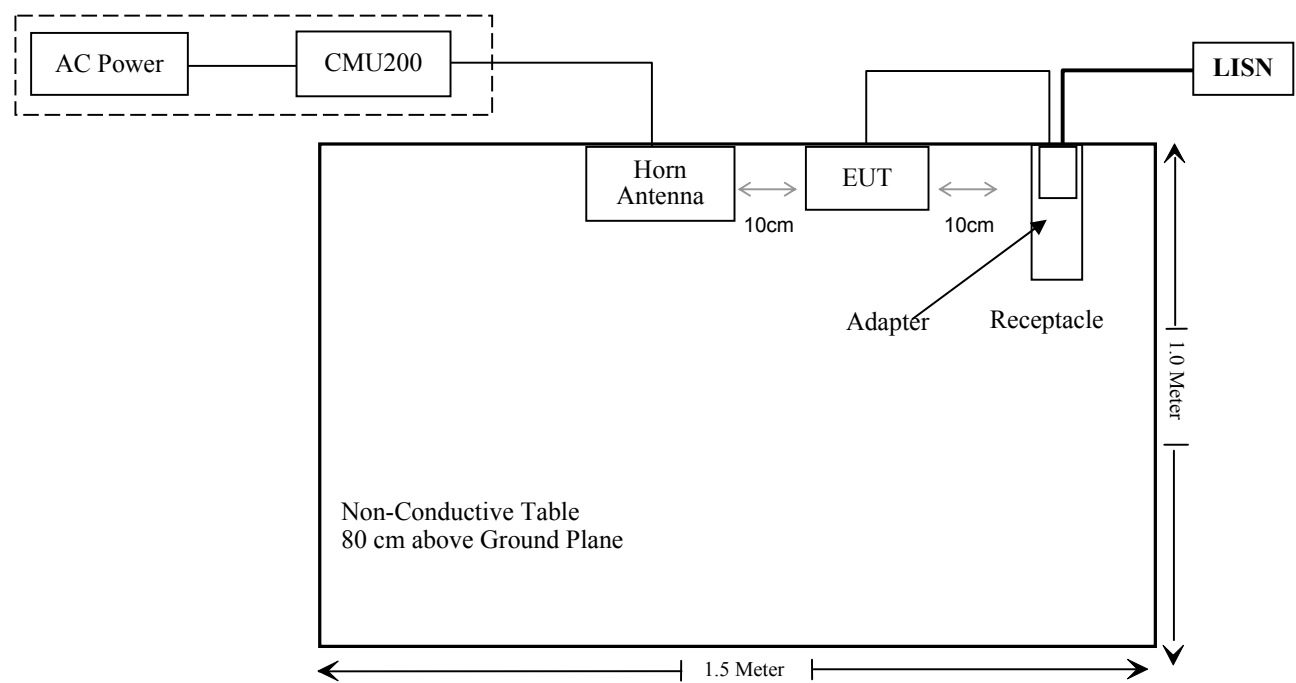 AC Power
CMU200
LISN
Horn
Antenna
EUT
10cm
10cm
Adapter
Receptacle
1.0 Meter
Non-Conductive Table
80 cm above Ground Plane
1.5 Meter